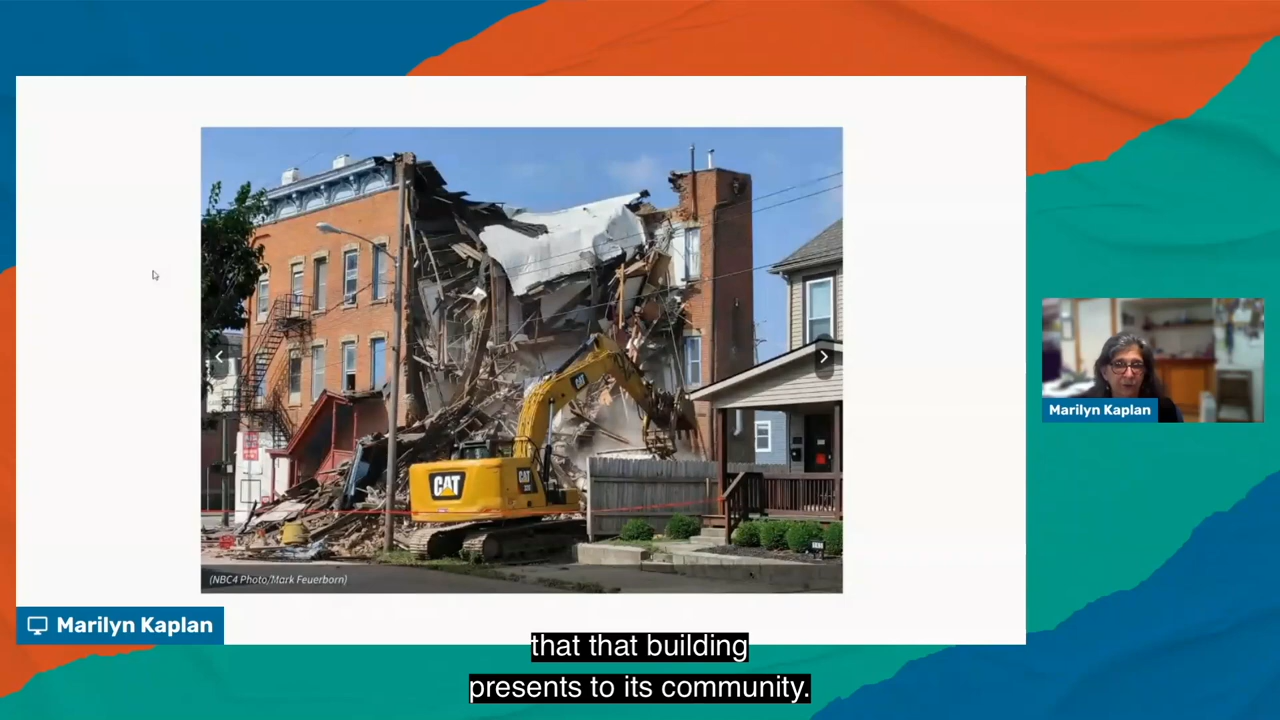 CAT
CAT
(NBC4 Photo/Mark Feuerborn)
Marilyn Kaplan
Marilyn Kaplan
that that building
presents to its community.